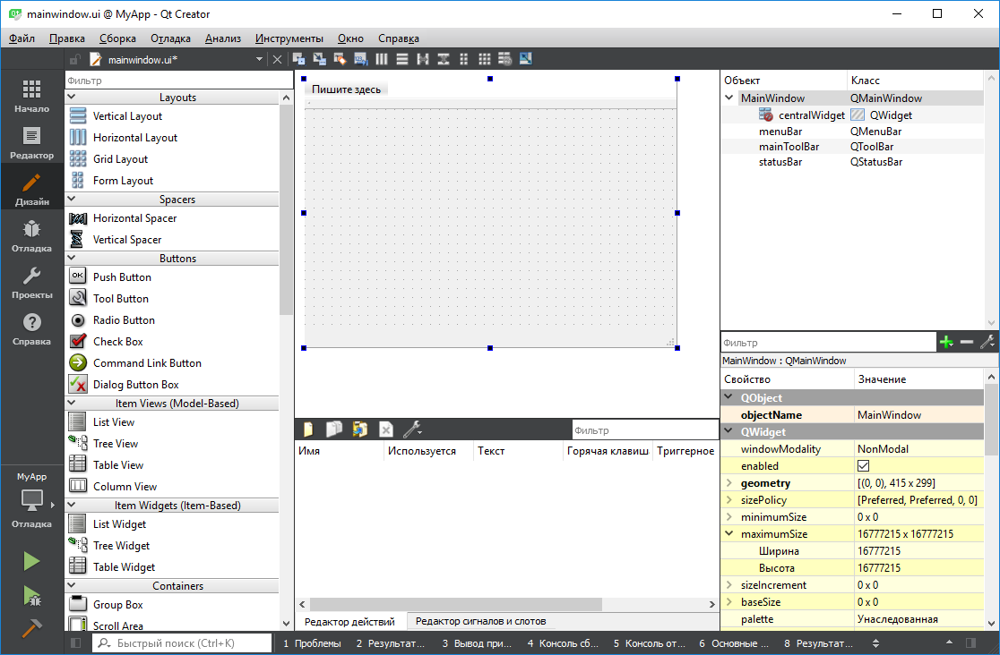 mainwindow.ui @ MyApp - Qt Creator
Файл Правка Сборка Отладка Анализ Инструменты Окно Справка
mainwindow.ui*
Начало
Редактор
Дизайн
Отладка
Проекты
Справка
MyApp
Отладка
Фильтр
Layouts
Vertical Layout
Horizontal Layout
Grid Layout
Form Layout
Spacers
Horizontal Spacer
Vertical Spacer
Buttons
OK Push Button
Tool Button
Radio Button
Check Box
Command Link Button
Dialog Button Box
Item Views (Model-Based)
List View
Tree View
Table View
Column View
Item Widgets (Item-Based)
List Widget
Tree Widget
Table Widget
Containers
Group Box
Scroll Area
Пишите здесь
Фильтр
Имя Используется Текст Горячая клавиш Триггерное
Редактор действий Редактор сигналов и слотов
Объект Класс
MainWindow QMainWindow
centralWidget QWidget
menuBar QMenuBar
mainToolBar QToolBar
statusBar QStatusBar
Фильтр
MainWindow : QMainWindow
Свойство Значение
QObject
objectName MainWindow
QWidget
windowModality NonModal
enabled
geometry [(0, 0), 415 x 299]
sizePolicy [Preferred, Preferred, 0, 0]
minimumSize 0 x 0
maximumSize 16777215 x 16777215
Ширина 16777215
Высота 16777215
sizeIncrement 0 x 0
baseSize 0 x 0
palette Унаследованная
Быстрый поиск (Ctrl+K) 1 Проблемы 2 Результат... 3 Вывод при... 4 Консоль сб... 5 Консоль от... 6 Основные ... 8 Результат...